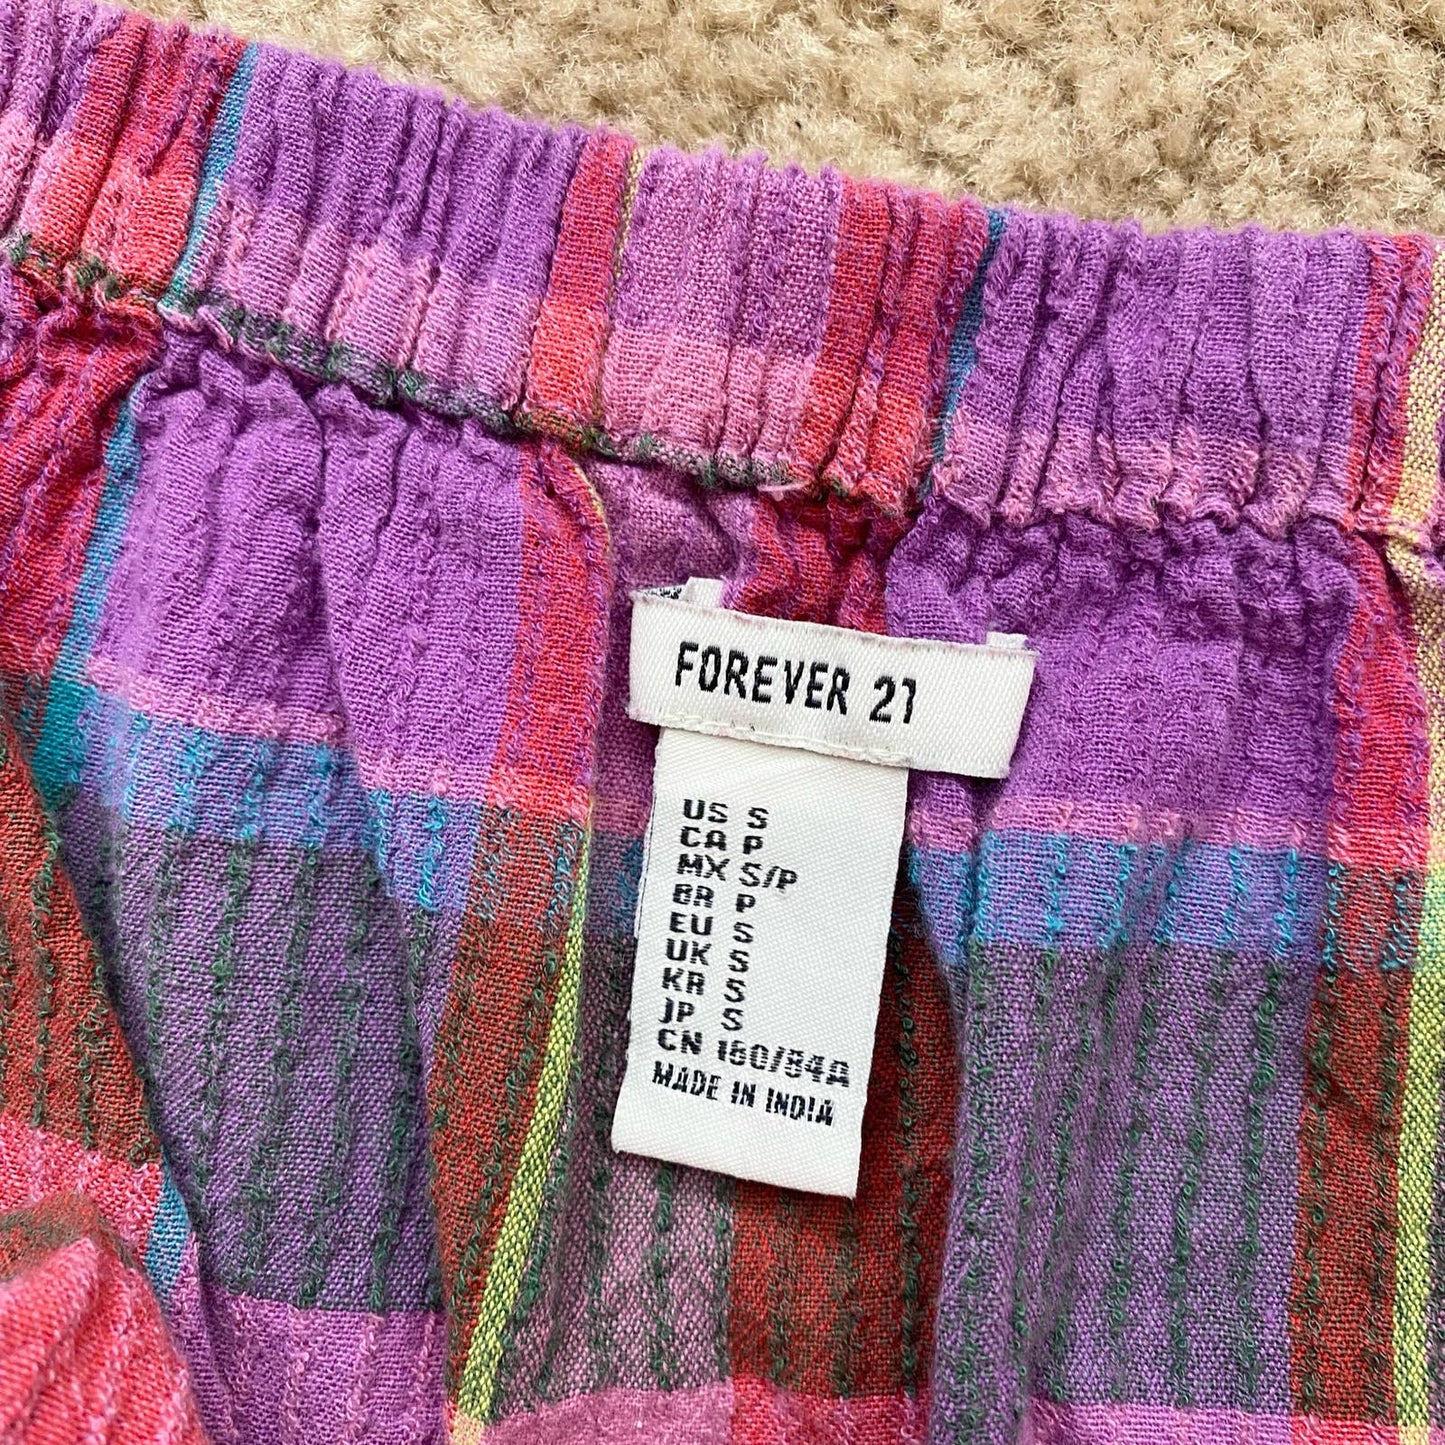 FOREVER 21
US S
CA P
MX S/P
BR P
EU S
UK S
KR S
JP S
CN 160/84A
MADE IN INDIA